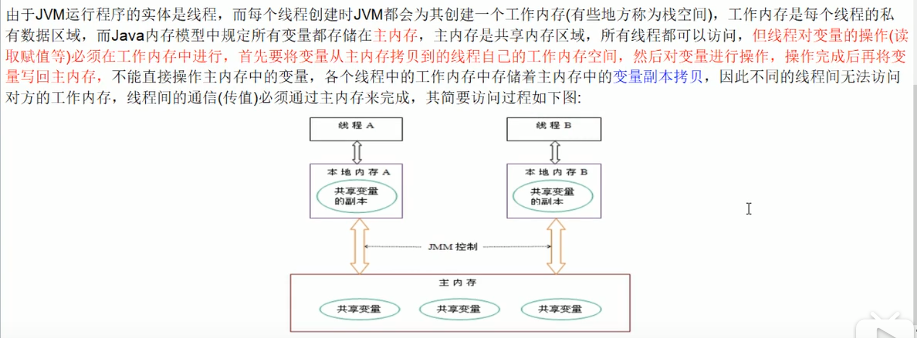 由于JVM运行程序的实体是线程，而每个线程创建时JVM都会为其创建一个工作内存(有些地方称为栈空间)，工作内存是每个线程的私
有数据区域，而Java内存模型中规定所有变量都存储在主内存，主内存是共享内存区域，所有线程都可以访问，但线程对变量的操作(读
取赋值等)必须在工作内存中进行，首先要将变量从主内存拷贝到的线程自己的工作内存空间，然后对变量进行操作，操作完成后再将变
量写回主内存，不能直接操作主内存中的变量，各个线程中的工作内存中存储着主内存中的变量副本拷贝，因此不同的线程间无法访问
对方的工作内存，线程间的通信(传值)必须通过主内存来完成，其简要访问过程如下图:
线程A
线程B
本地内存A
本地内存B
共享变量
的副本
共享变量
的副本
JMM控制
主内存
共享变量
共享变量
共享变量